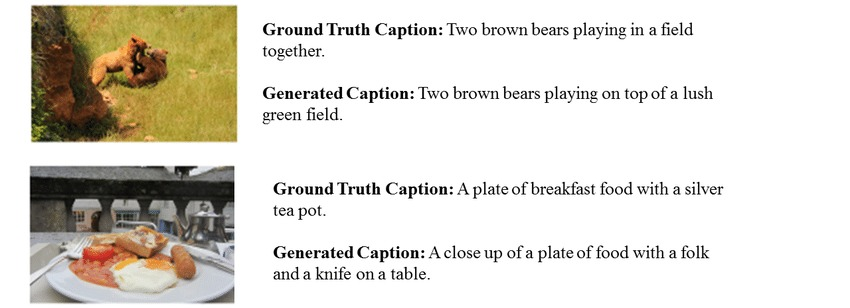 Ground Truth Caption: Two brown bears playing in a field
together.
Generated Caption: Two brown bears playing on top of a lush
green field.
Ground Truth Caption: A plate of breakfast food with a silver
tea pot.
Generated Caption: A close up of a plate of food with a folk
and a knife on a table.